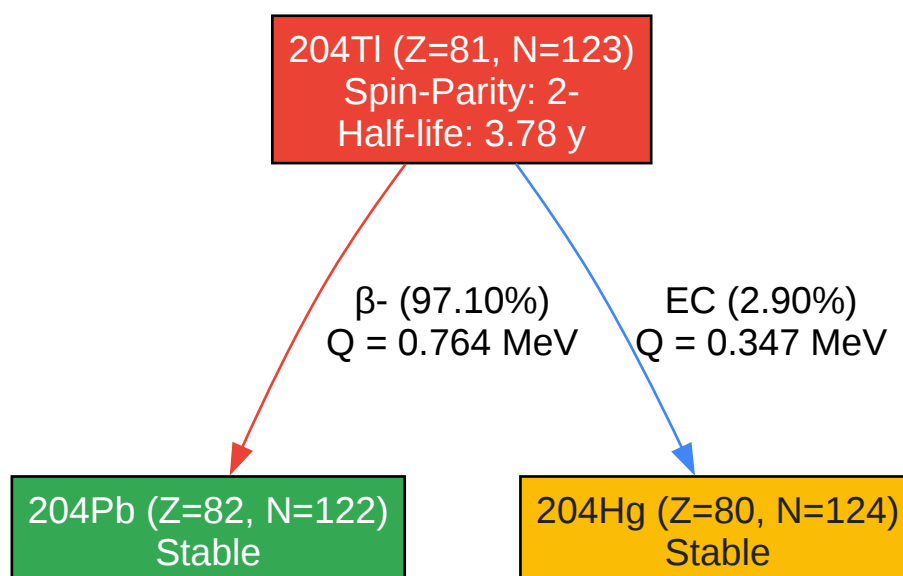 204Tl (Z=81, N=123)
Spin-Parity: 2-
Half-life: 3.78 y
β- (97.10%)
Q = 0.764 MeV
EC (2.90%)
Q = 0.347 MeV
204Pb (Z=82, N=122)
Stable
204Hg (Z=80, N=124)
Stable